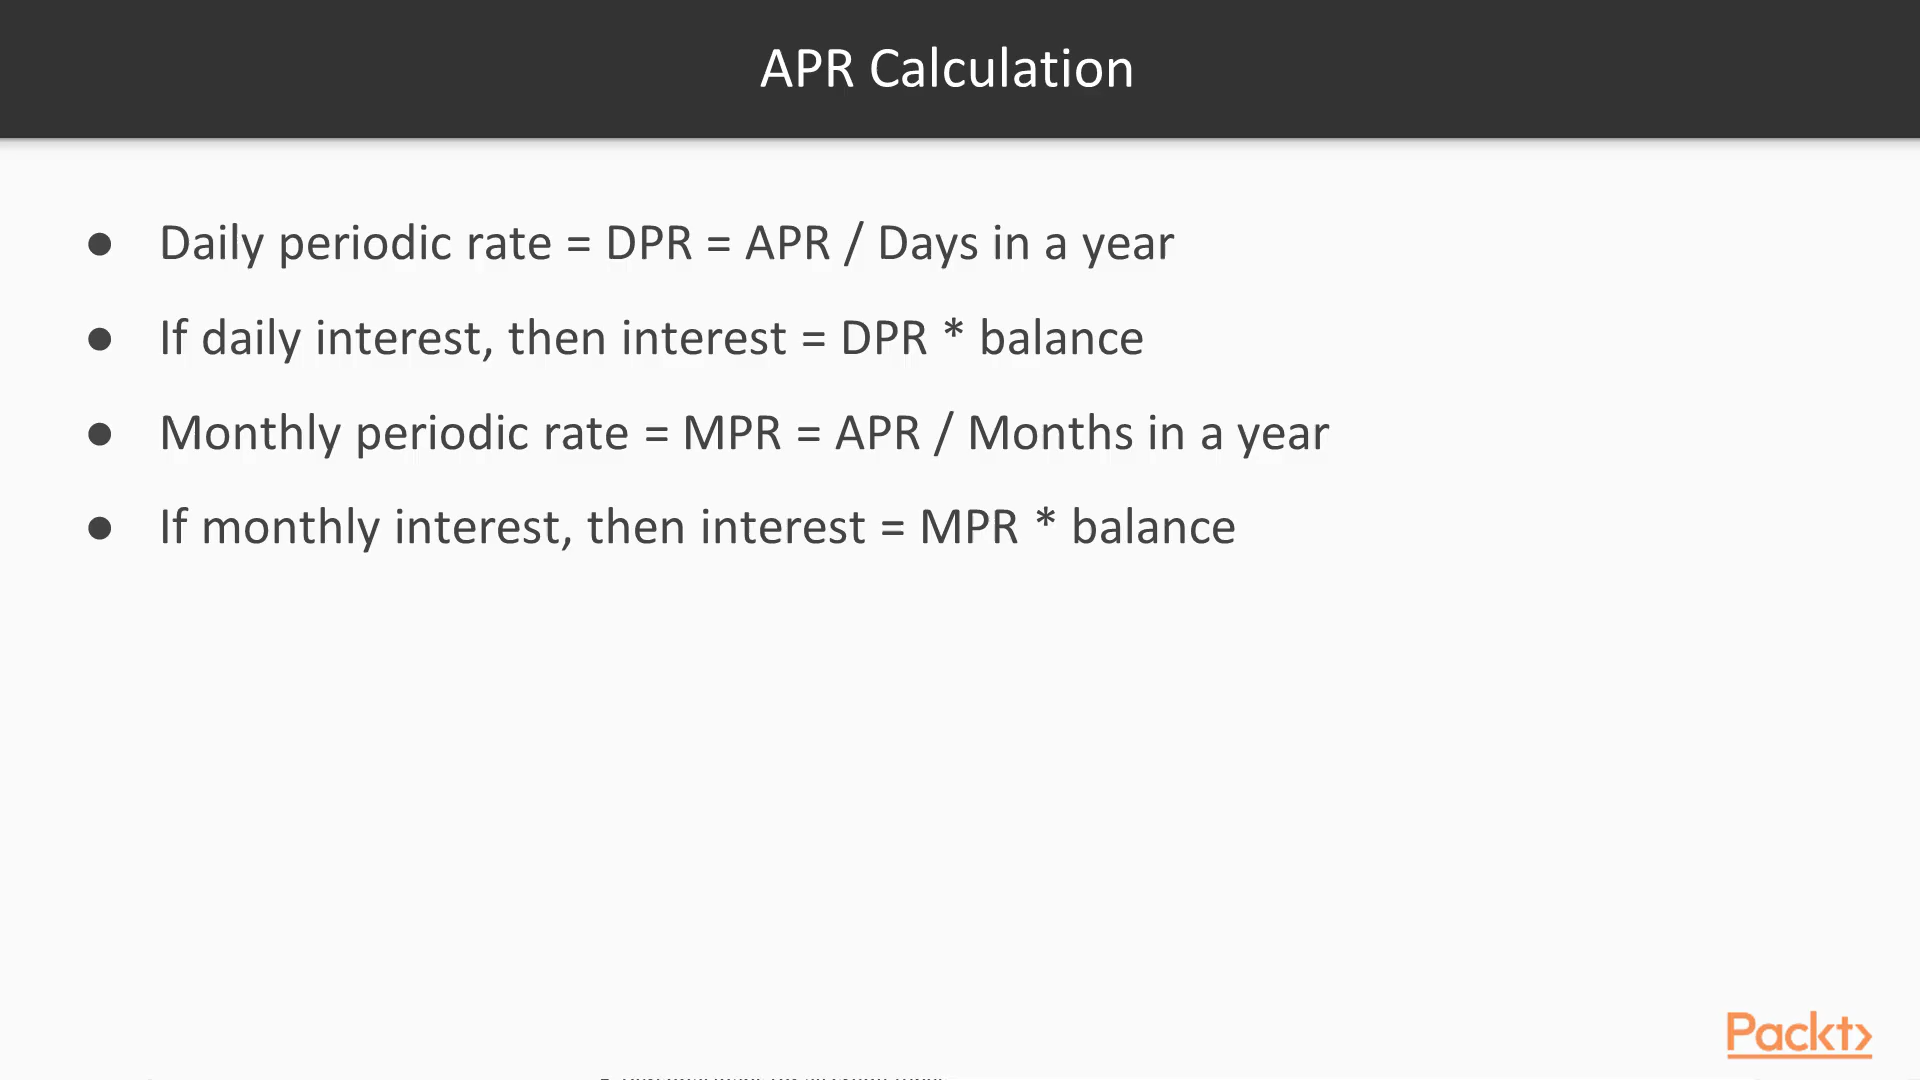 APR Calculation
● Daily periodic rate = DPR = APR / Days in a year
● If daily interest, then interest = DPR * balance
● Monthly periodic rate = MPR = APR / Months in a year
● If monthly interest, then interest = MPR * balance
Packt>